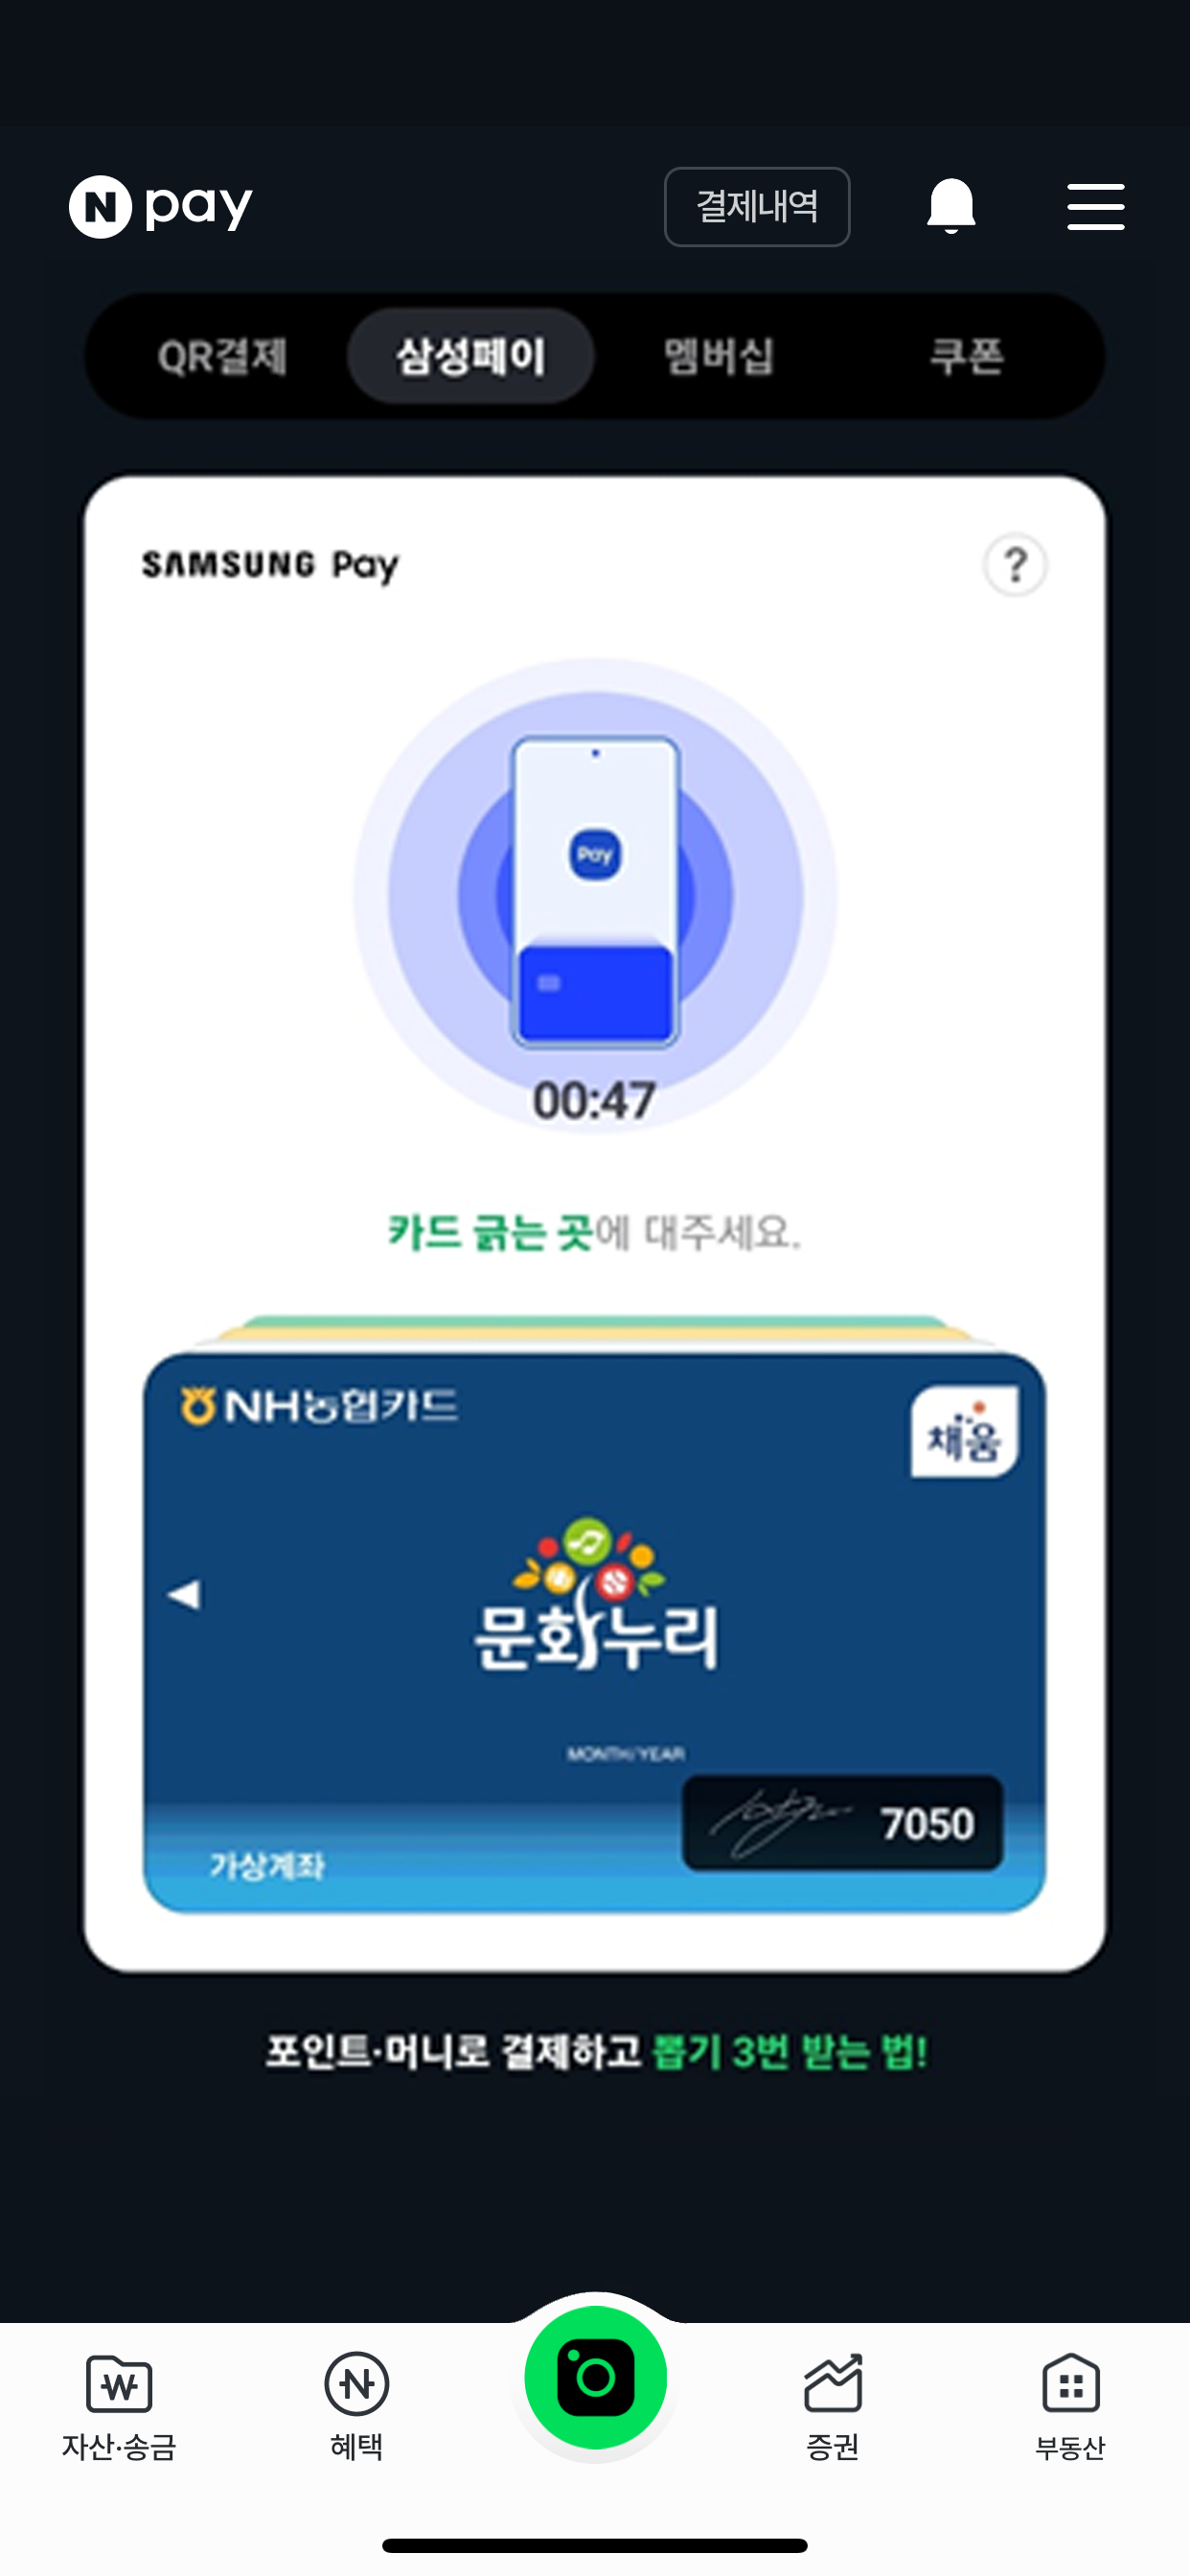 N pay 결제내역
QR결제 삼성페이 멤버십 쿠폰
SAMSUNG Pay ?
Pay
00:47
카드 긁는 곳에 대주세요.
NH농협카드
채움
문화누리
MONTH/YEAR
7050
가상계좌
포인트·머니로 결제하고 뽑기 3번 받는 법!
자산·송금 혜택 증권 부동산